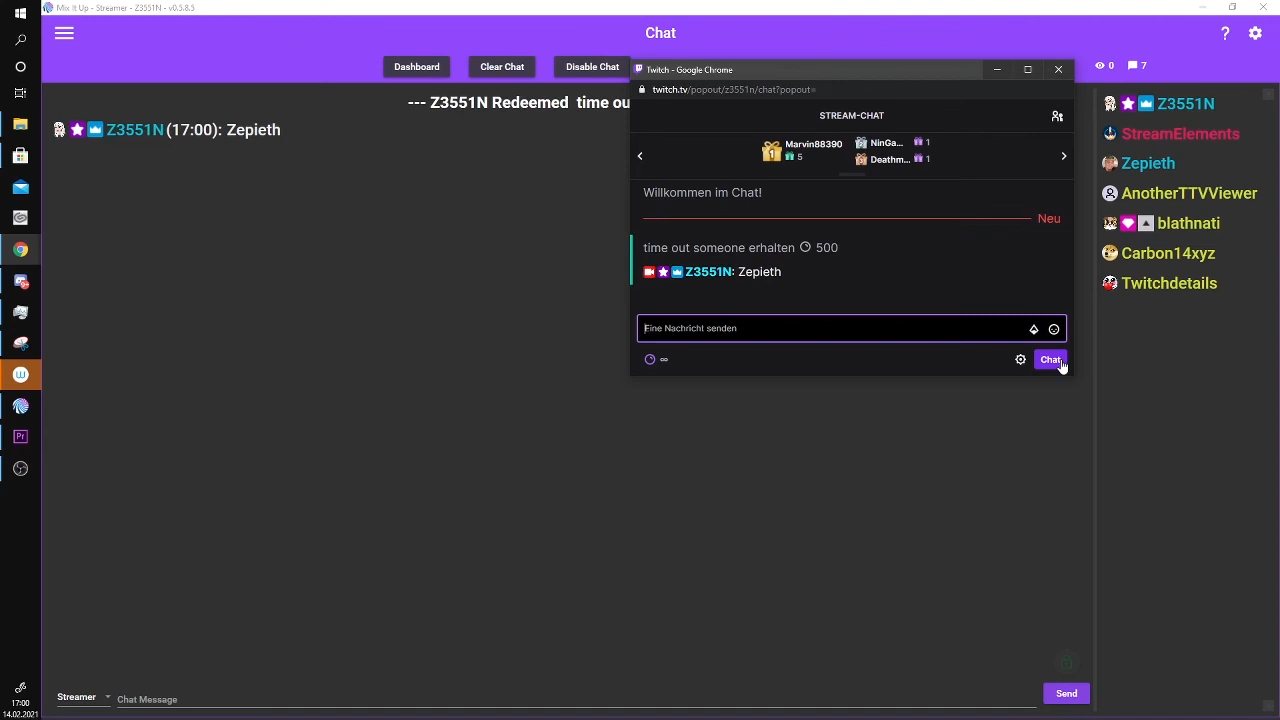 Mix It Up - Streamer - Z3551N - v0.5.8.5
Chat
?
Dashboard
Clear Chat
Disable Chat
0
7
--- Z3551N Redeemed time ou
Z3551N (17:00): Zepieth
Twitch - Google Chrome
twitch.tv/popout/z3551n/chat?popout=
STREAM-CHAT
1
Marvin88390
5
NinGa...
1
Deathm...
1
Willkommen im Chat!
Neu
time out someone erhalten 500
Z3551N: Zepieth
Eine Nachricht senden
∞
Chat
Z3551N
StreamElements
Zepieth
AnotherTTVViewer
blathnati
Carbon14xyz
Twitchdetails
Streamer
Chat Message
Send
W
Pr
17:00
14.02.2021